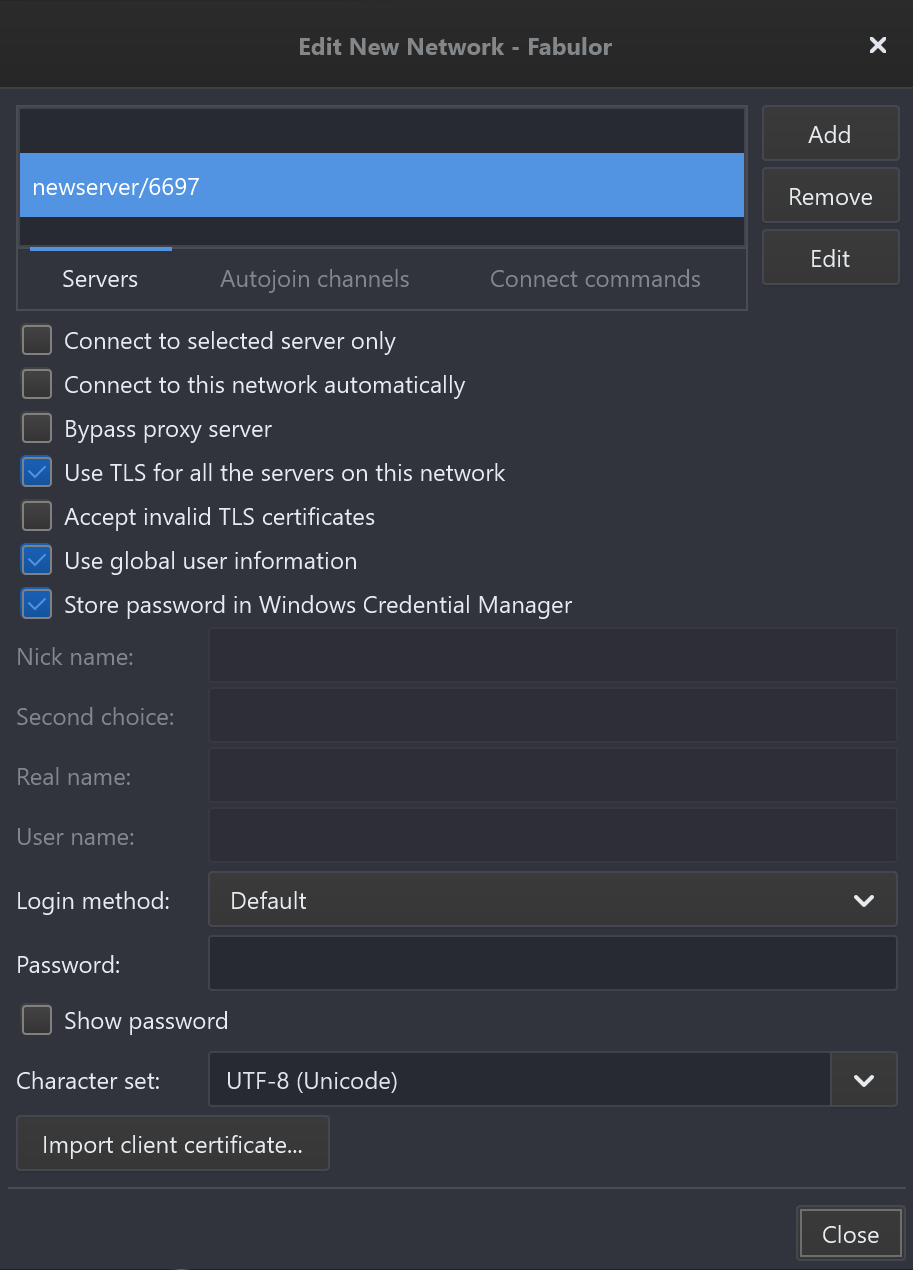 Edit New Network - Fabulor
Add
newserver/6697
Remove
Edit
Servers
Autojoin channels
Connect commands
Connect to selected server only
Connect to this network automatically
Bypass proxy server
Use TLS for all the servers on this network
Accept invalid TLS certificates
Use global user information
Store password in Windows Credential Manager
Nick name:
Second choice:
Real name:
User name:
Login method:
Default
Password:
Show password
Character set:
UTF-8 (Unicode)
Import client certificate...
Close